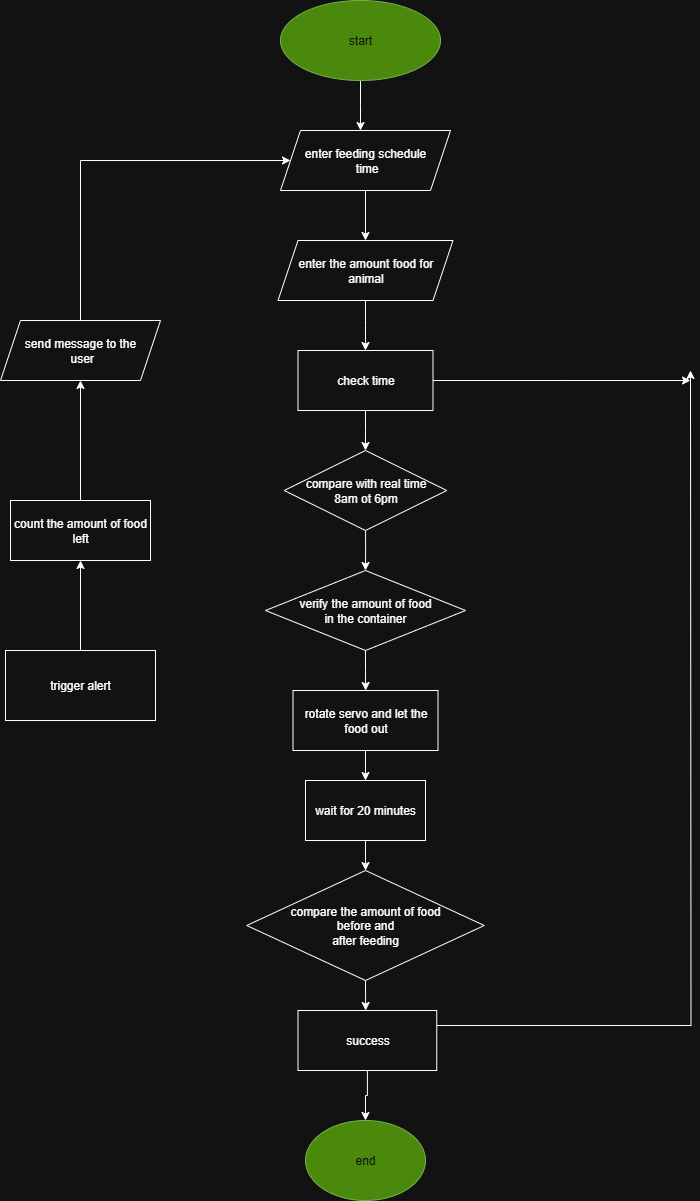 start
enter feeding schedule
time
enter the amount food for
animal
send message to the
user
check time
compare with real time
8am ot 6pm
count the amount of food
left
verify the amount of food
in the container
trigger alert
rotate servo and let the
food out
wait for 20 minutes
compare the amount of food
before and
after feeding
success
end